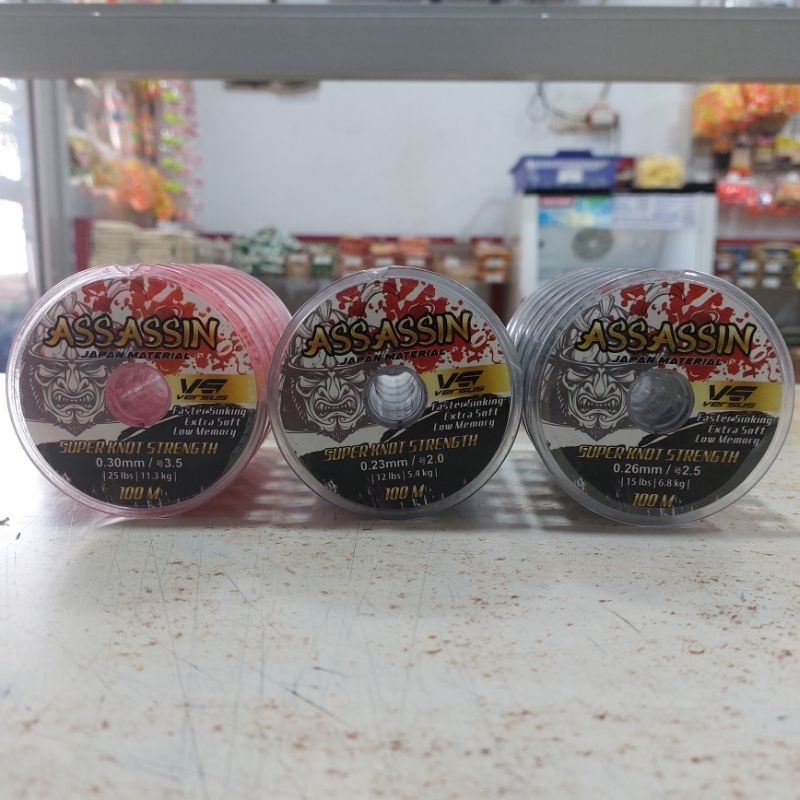 ASSASSIN
JAPAN MATERIAL
VS
VERSUS
Faster Sinking
Extra Soft
Low Memory
SUPER KNOT STRENGTH
0.30mm / 号3.5
| 25 lbs | 11.3 kg |
100 M
ASSASSIN
JAPAN MATERIAL
VS
VERSUS
Faster Sinking
Extra Soft
Low Memory
SUPER KNOT STRENGTH
0.23mm / 号2.0
| 12 lbs | 5.4 kg |
100 M
ASSASSIN
JAPAN MATERIAL
VS
VERSUS
Faster Sinking
Extra Soft
Low Memory
SUPER KNOT STRENGTH
0.26mm / 号2.5
| 15 lbs | 6.8 kg |
100 M